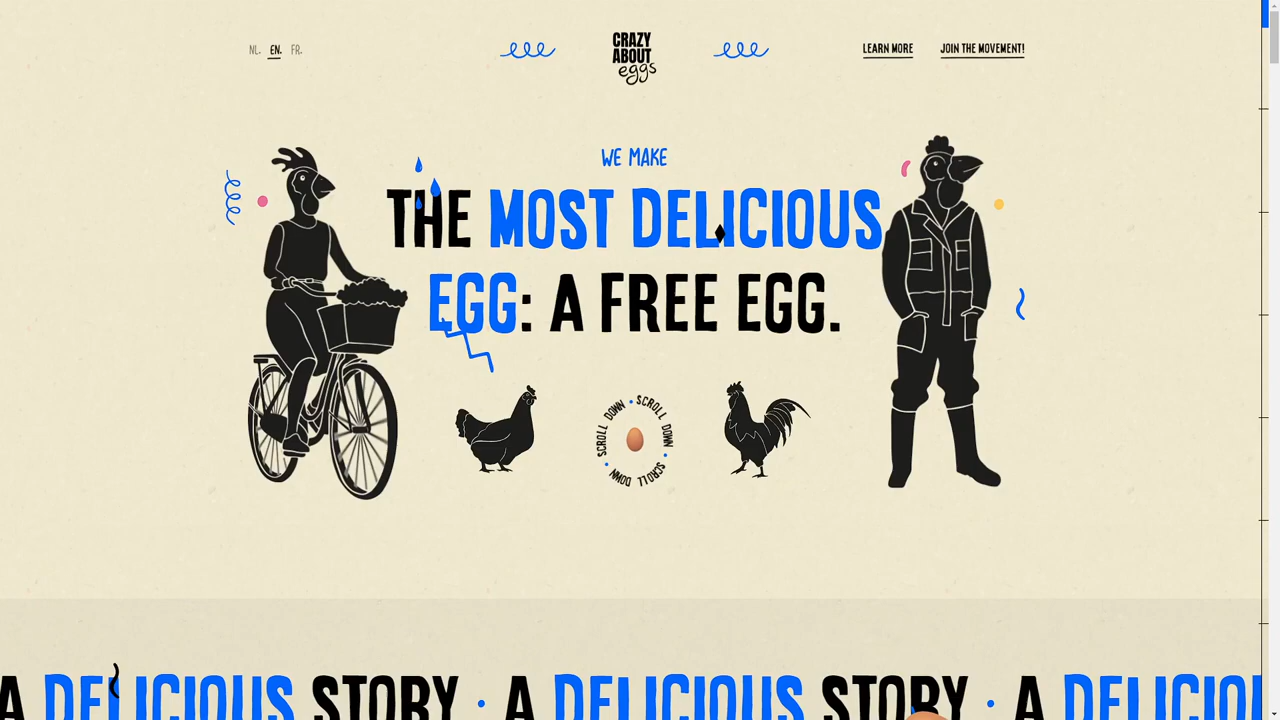 NL. EN. FR.
CRAZY
ABOUT
eggs
LEARN MORE
JOIN THE MOVEMENT!
WE MAKE
THE MOST DELICIOUS
EGG: A FREE EGG.
SCROLL DOWN • SCROLL DOWN • SCROLL DOWN •
A DELICIOUS STORY · A DELICIOUS STORY · A DELICIOU